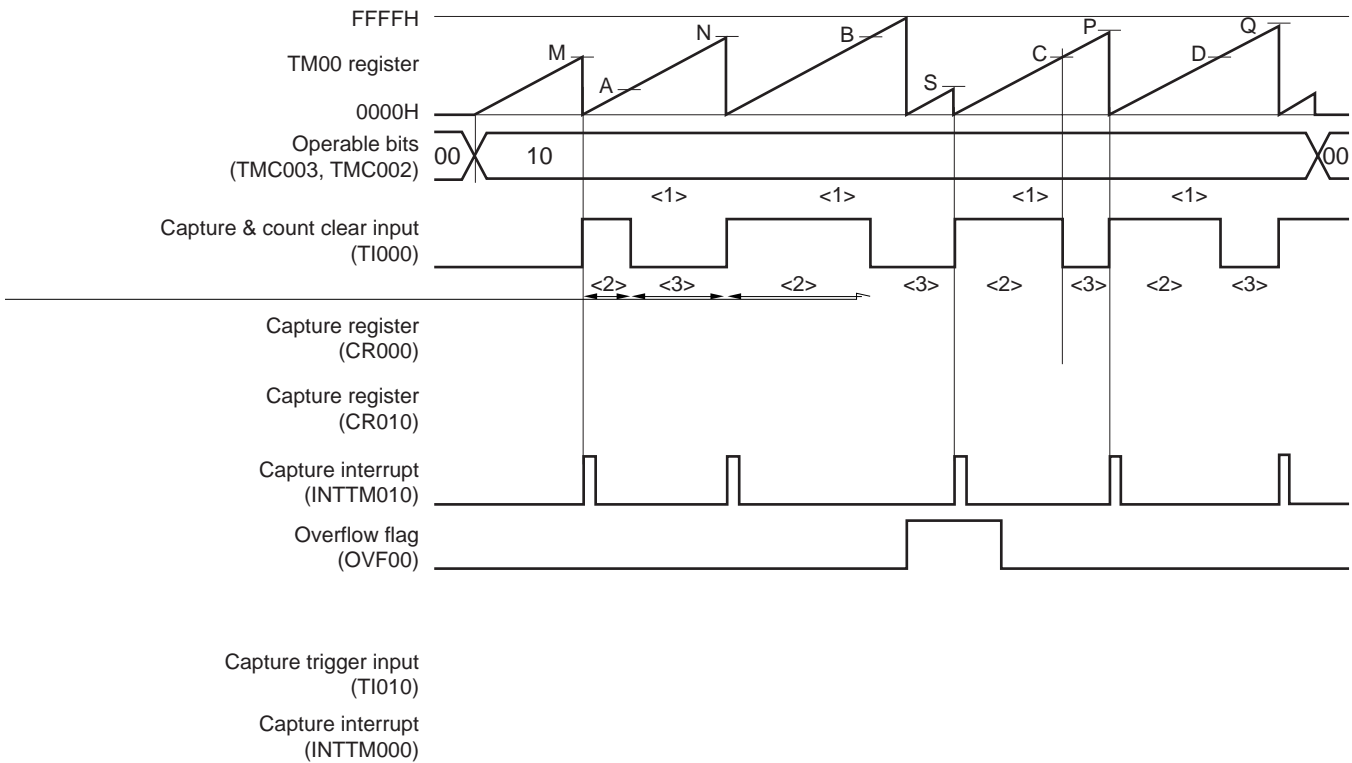 FFFFH
TM00 register
0000H
M A N B S C P D Q
Operable bits
(TMC003, TMC002)
00 10 00
<1> <1> <1> <1>
Capture & count clear input
(TI000)
<2> <3> <2> <3> <2> <3> <2> <3>
Capture register
(CR000)
Capture register
(CR010)
Capture interrupt
(INTTM010)
Overflow flag
(OVF00)
Capture trigger input
(TI010)
Capture interrupt
(INTTM000)